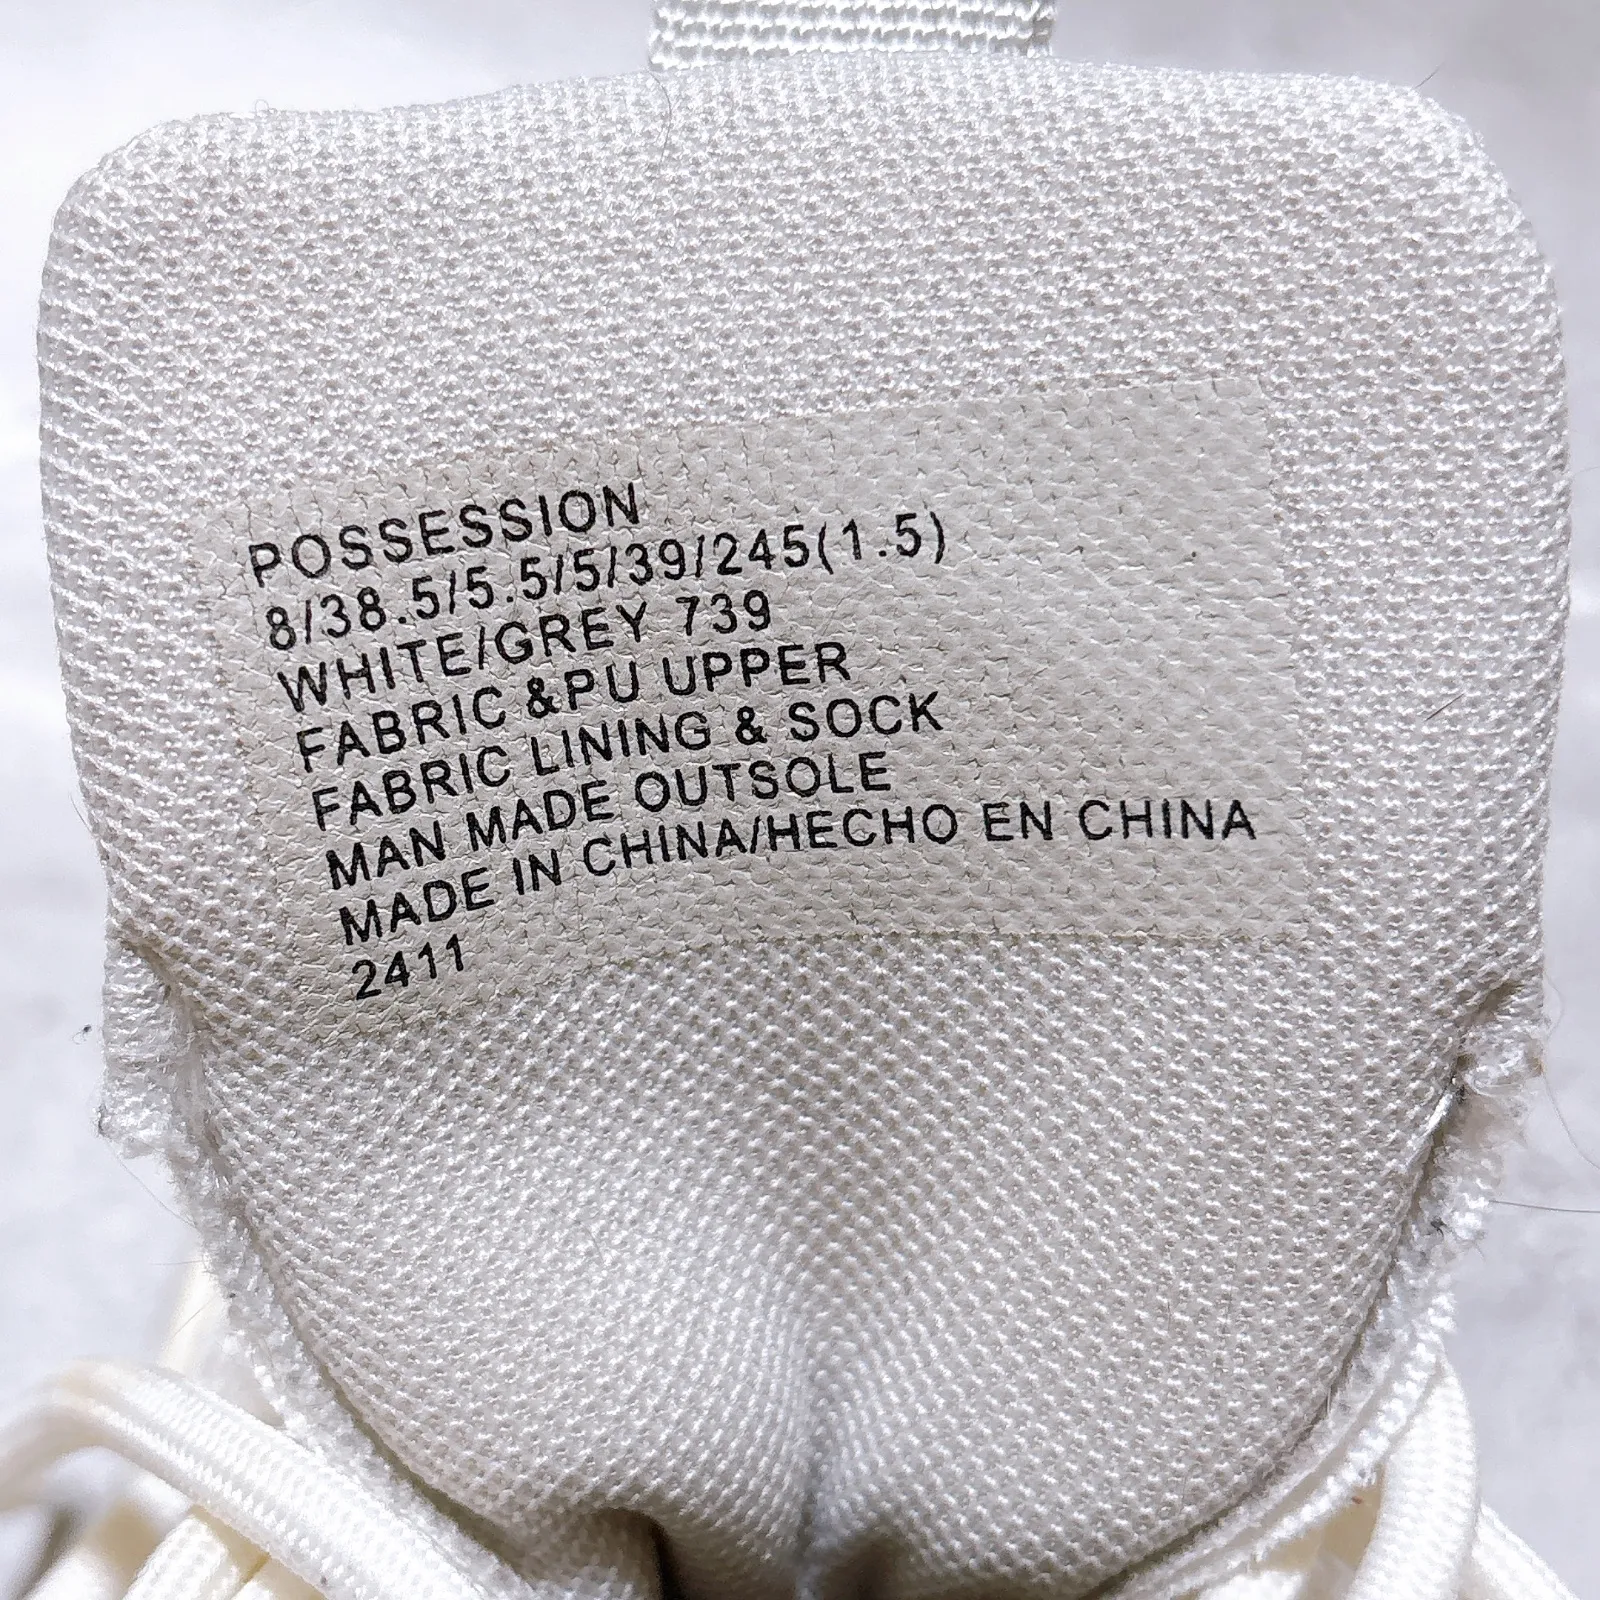 POSSESSION
8/38.5/5.5/5/39/245(1.5)
WHITE/GREY 739
FABRIC &PU UPPER
FABRIC LINING & SOCK
MAN MADE OUTSOLE
MADE IN CHINA/HECHO EN CHINA
2411